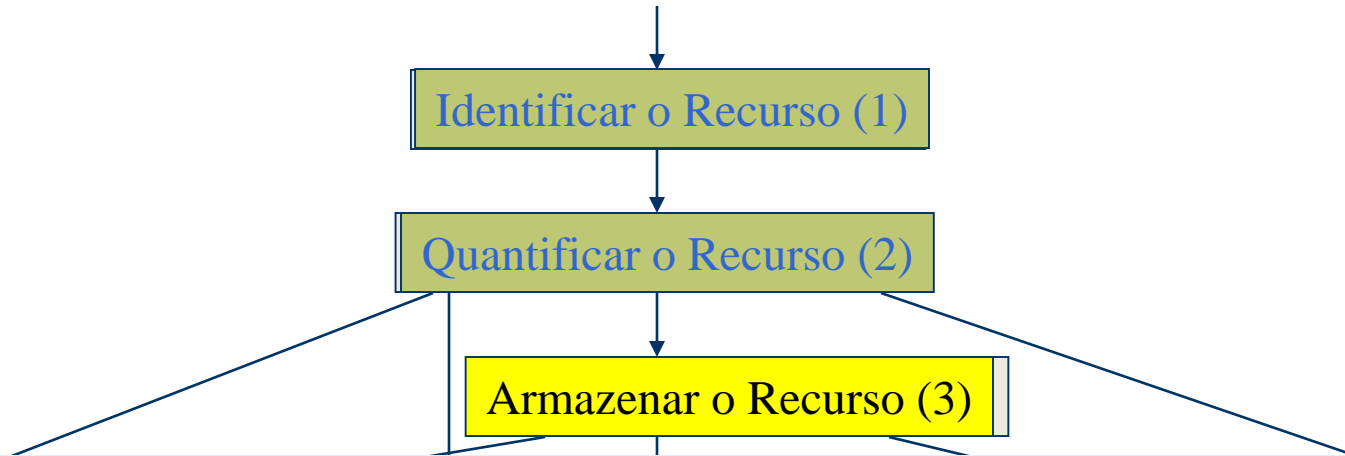 Identificar o Recurso (1)
Quantificar o Recurso (2)
Armazenar o Recurso (3)